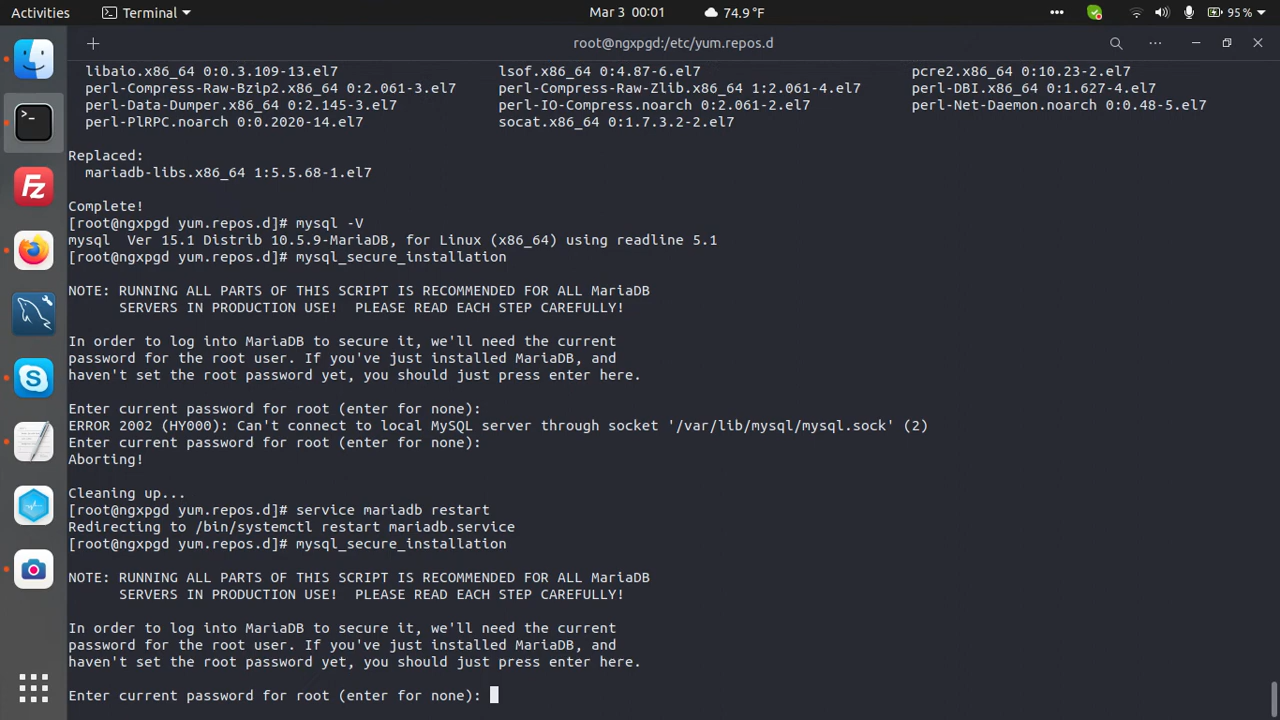 Activities
Terminal
Mar 3 00:01
74.9 °F
95 %
root@ngxpgd:/etc/yum.repos.d
libaio.x86_64 0:0.3.109-13.el7 lsof.x86_64 0:4.87-6.el7 pcre2.x86_64 0:10.23-2.el7
perl-Compress-Raw-Bzip2.x86_64 0:2.061-3.el7 perl-Compress-Raw-Zlib.x86_64 1:2.061-4.el7 perl-DBI.x86_64 0:1.627-4.el7
perl-Data-Dumper.x86_64 0:2.145-3.el7 perl-IO-Compress.noarch 0:2.061-2.el7 perl-Net-Daemon.noarch 0:0.48-5.el7
perl-PlRPC.noarch 0:0.2020-14.el7 socat.x86_64 0:1.7.3.2-2.el7
Replaced:
mariadb-libs.x86_64 1:5.5.68-1.el7
Complete!
[root@ngxpgd yum.repos.d]# mysql -V
mysql Ver 15.1 Distrib 10.5.9-MariaDB, for Linux (x86_64) using readline 5.1
[root@ngxpgd yum.repos.d]# mysql_secure_installation
NOTE: RUNNING ALL PARTS OF THIS SCRIPT IS RECOMMENDED FOR ALL MariaDB
SERVERS IN PRODUCTION USE! PLEASE READ EACH STEP CAREFULLY!
In order to log into MariaDB to secure it, we'll need the current
password for the root user. If you've just installed MariaDB, and
haven't set the root password yet, you should just press enter here.
Enter current password for root (enter for none):
ERROR 2002 (HY000): Can't connect to local MySQL server through socket '/var/lib/mysql/mysql.sock' (2)
Enter current password for root (enter for none):
Aborting!
Cleaning up...
[root@ngxpgd yum.repos.d]# service mariadb restart
Redirecting to /bin/systemctl restart mariadb.service
[root@ngxpgd yum.repos.d]# mysql_secure_installation
NOTE: RUNNING ALL PARTS OF THIS SCRIPT IS RECOMMENDED FOR ALL MariaDB
SERVERS IN PRODUCTION USE! PLEASE READ EACH STEP CAREFULLY!
In order to log into MariaDB to secure it, we'll need the current
password for the root user. If you've just installed MariaDB, and
haven't set the root password yet, you should just press enter here.
Enter current password for root (enter for none):